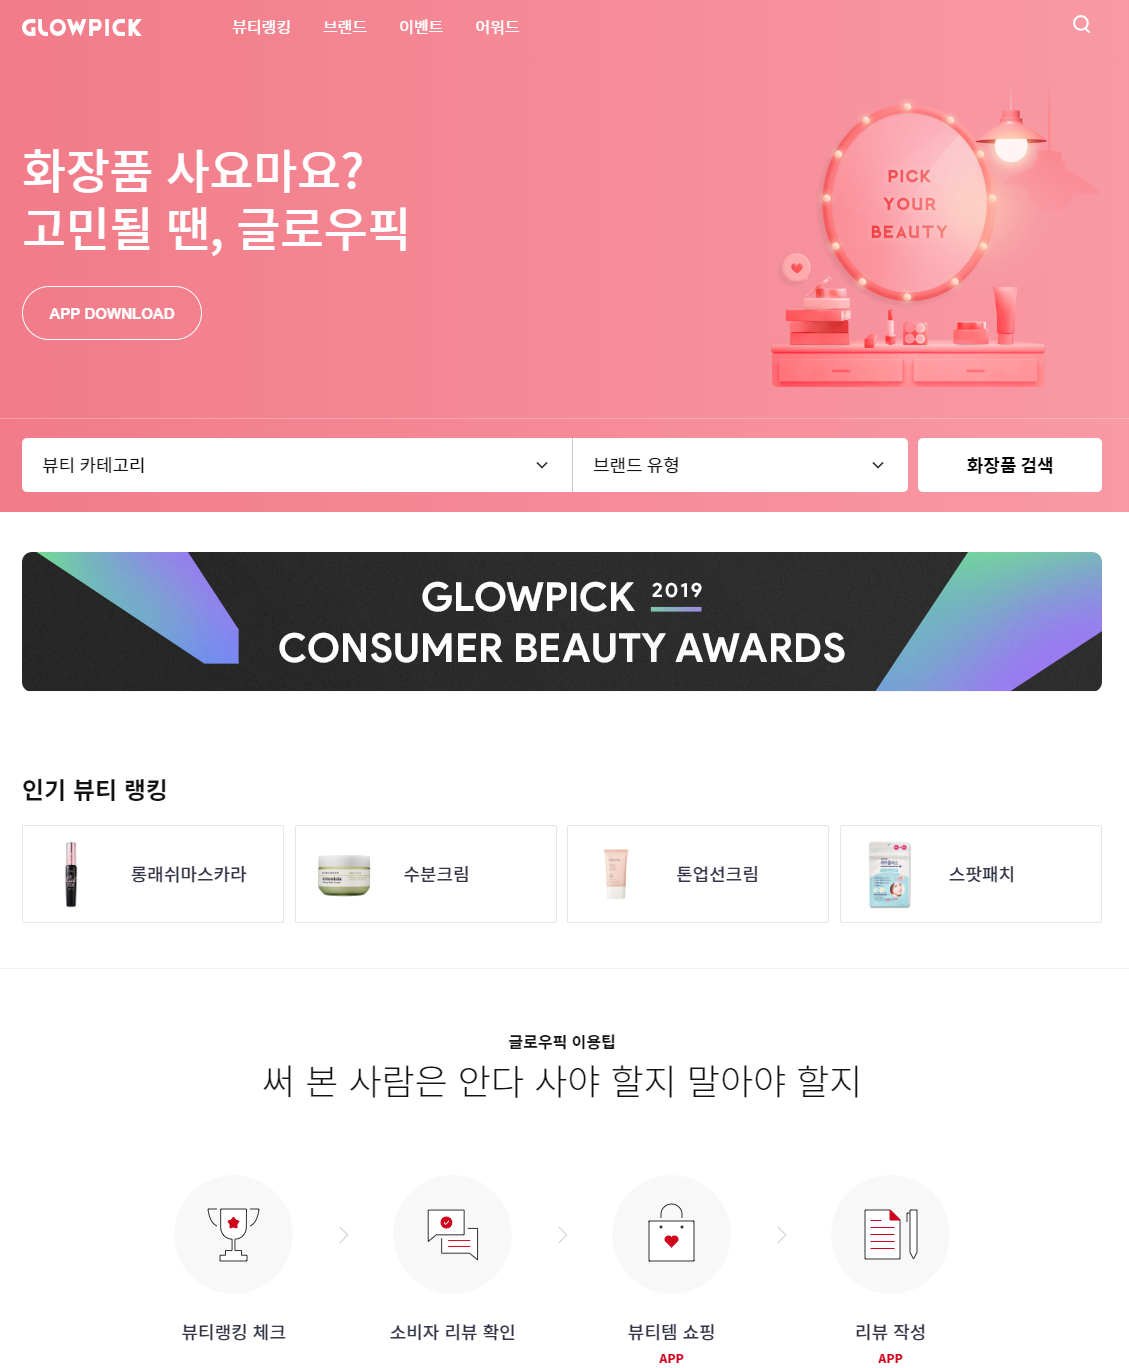 GLOWPICK 뷰티랭킹 브랜드 이벤트 어워드
화장품 사요마요?
고민될 땐, 글로우픽
APP DOWNLOAD
PICK
YOUR
BEAUTY
뷰티 카테고리 브랜드 유형 화장품 검색
GLOWPICK 2019
CONSUMER BEAUTY AWARDS
인기 뷰티 랭킹
롱래쉬마스카라 수분크림 톤업선크림 스팟패치
글로우픽 이용팁
써 본 사람은 안다 사야 할지 말아야 할지
뷰티랭킹 체크 소비자 리뷰 확인 뷰티템 쇼핑 리뷰 작성
APP APP